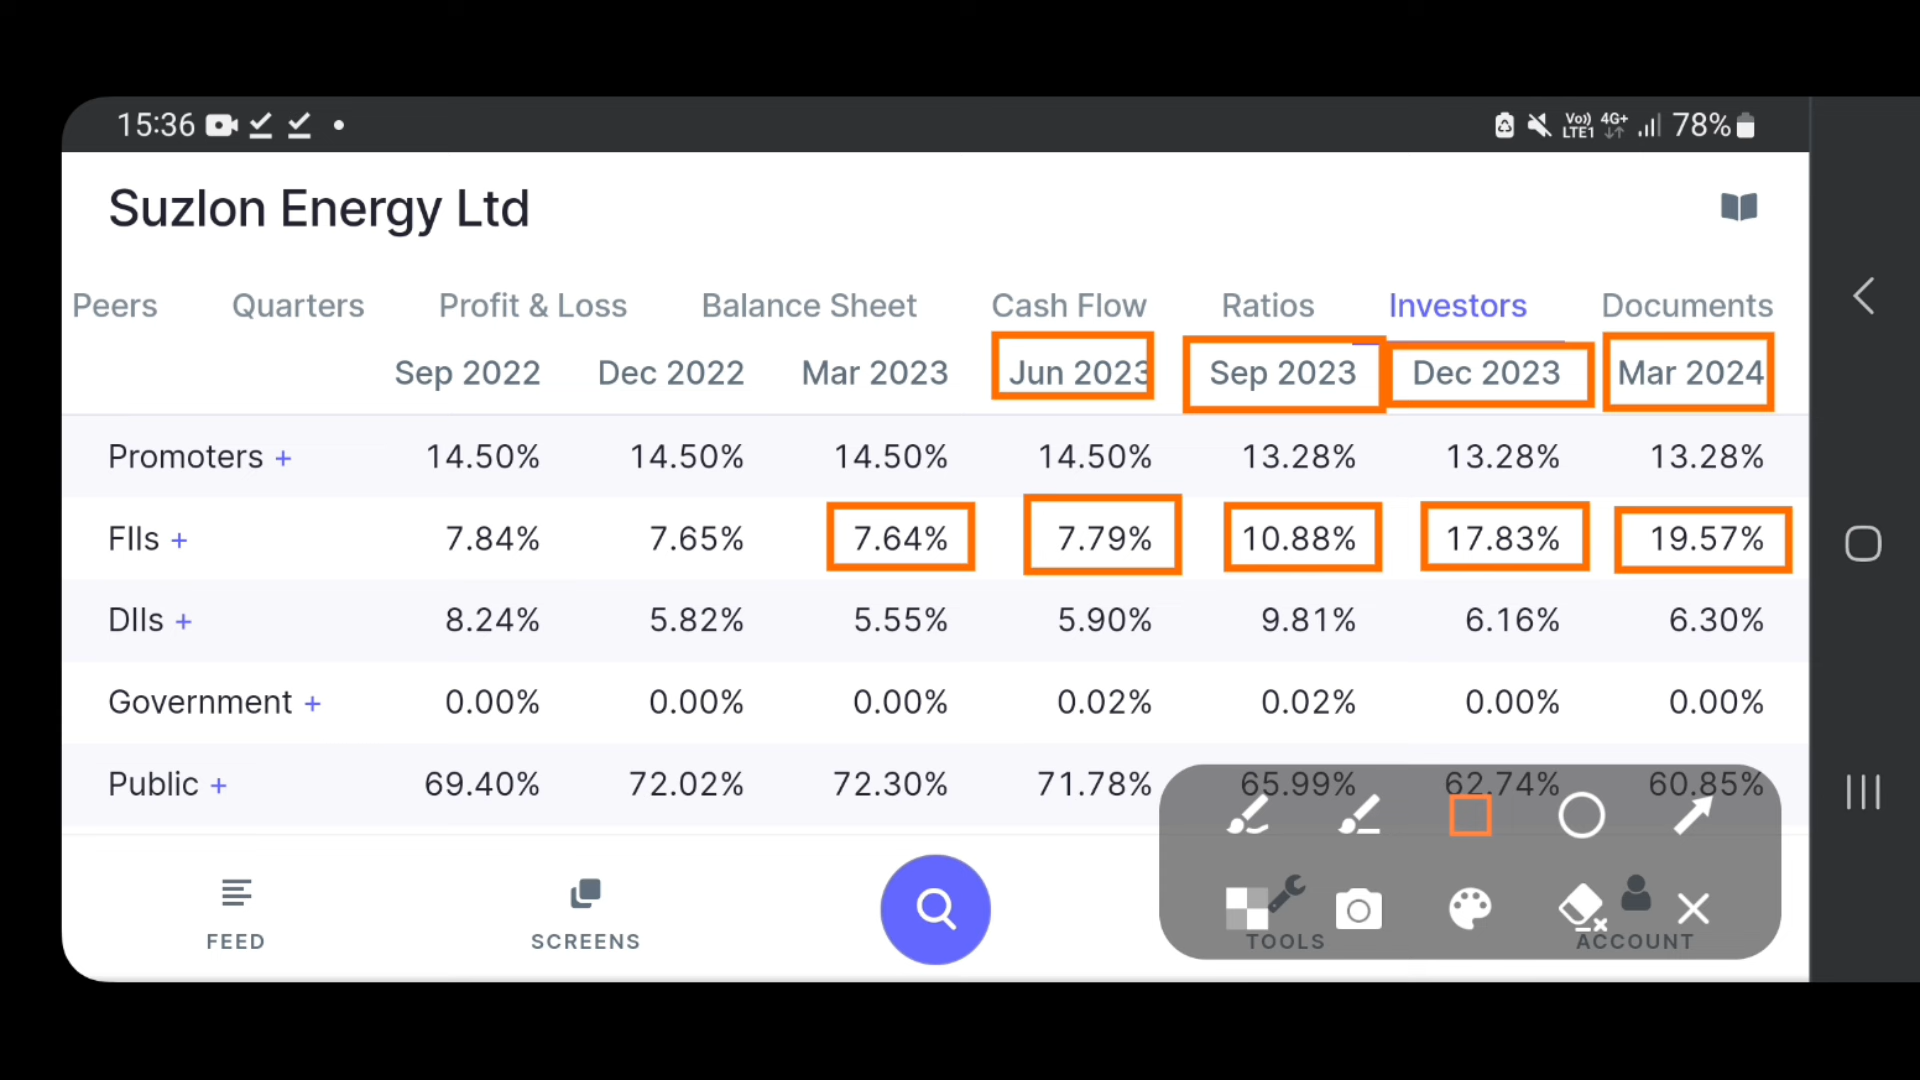 15:36 Vo)) LTE1 4G+ 78%
Suzlon Energy Ltd
Peers Quarters Profit & Loss Balance Sheet Cash Flow Ratios Investors Documents
Sep 2022 Dec 2022 Mar 2023 Jun 2023 Sep 2023 Dec 2023 Mar 2024
Promoters + 14.50% 14.50% 14.50% 14.50% 13.28% 13.28% 13.28%
FIIs + 7.84% 7.65% 7.64% 7.79% 10.88% 17.83% 19.57%
DIIs + 8.24% 5.82% 5.55% 5.90% 9.81% 6.16% 6.30%
Government + 0.00% 0.00% 0.00% 0.02% 0.02% 0.00% 0.00%
Public + 69.40% 72.02% 72.30% 71.78% 65.99% 62.74% 60.85%
FEED SCREENS TOOLS ACCOUNT